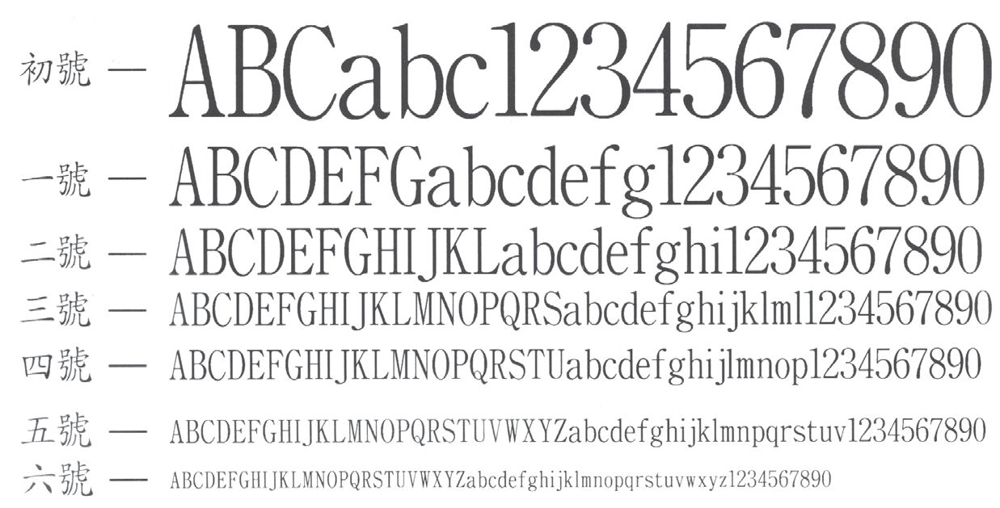 初號 — ABCabc1234567890
一號 — ABCDEFGabcdefg1234567890
二號 — ABCDEFGHIJKLabcdefghi1234567890
三號 — ABCDEFGHIJKLMNOPQRSabcdefghijklml1234567890
四號 — ABCDEFGHIJKLMNOPQRSTUabcdefghijlmnop1234567890
五號 — ABCDEFGHIJKLMNOPQRSTUVWXYZabcdefghijklmnpqrstuv1234567890
六號 — ABCDEFGHIJKLMNOPQRSTUVWXYZabcdefghijklmnopqrstuvwxyz1234567890